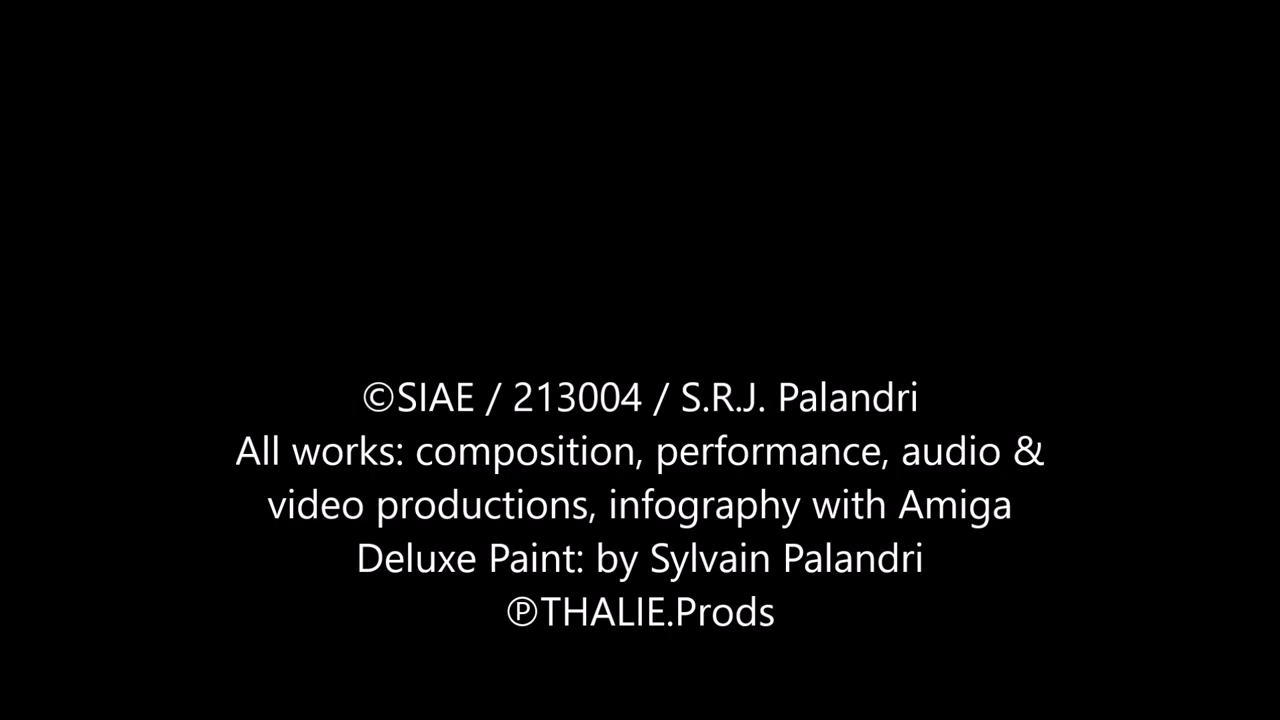 ©SIAE / 213004 / S.R.J. Palandri
All works: composition, performance, audio &
video productions, infography with Amiga
Deluxe Paint: by Sylvain Palandri
℗THALIE.Prods